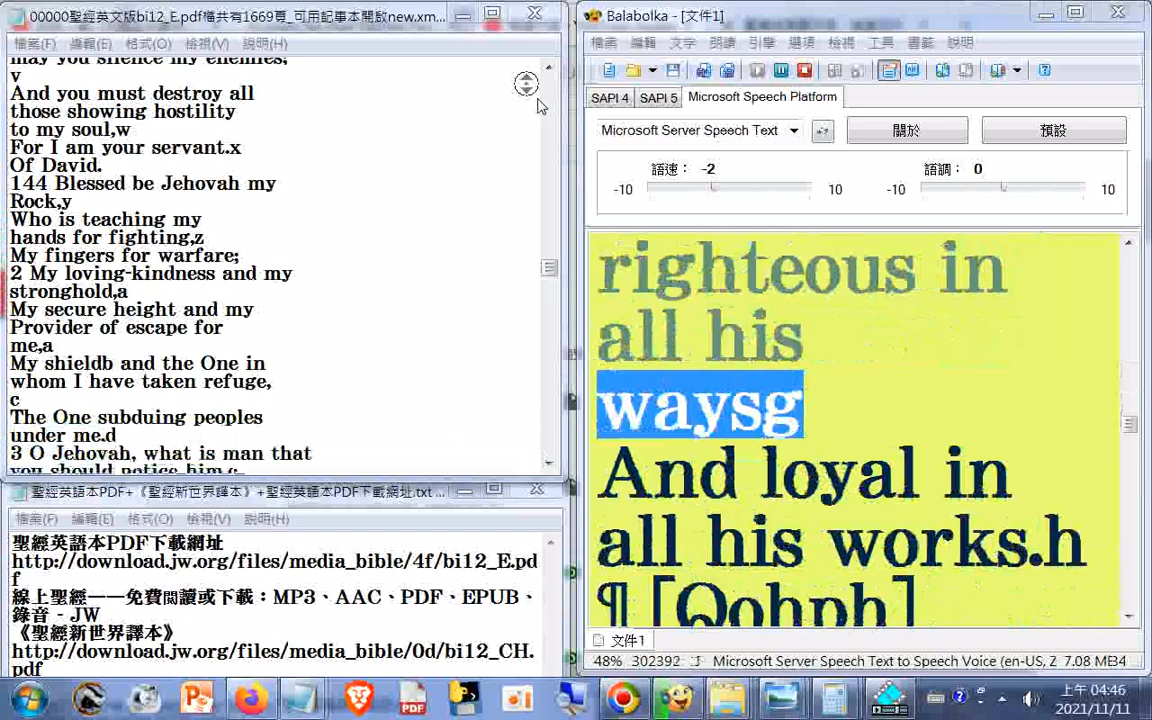 00000聖經英文版bi12_E.pdf檔共有1669頁_可用記事本開啟new.xm...
檔案(F) 編輯(E) 格式(O) 檢視(V) 說明(H)
may you silence my enemies;
v
And you must destroy all
those showing hostility
to my soul,w
For I am your servant.x
Of David.
144 Blessed be Jehovah my
Rock,y
Who is teaching my
hands for fighting,z
My fingers for warfare;
2 My loving-kindness and my
stronghold,a
My secure height and my
Provider of escape for
me,a
My shieldb and the One in
whom I have taken refuge,
c
The One subduing peoples
under me.d
3 O Jehovah, what is man that
you should notice him,e
聖經英語本PDF+《聖經新世界譯本》+聖經英語本PDF下載網址.txt ...
檔案(F) 編輯(E) 格式(O) 檢視(V) 說明(H)
聖經英語本PDF下載網址
http://download.jw.org/files/media_bible/4f/bi12_E.pd
f
線上聖經——免費閱讀或下載：MP3、AAC、PDF、EPUB、
錄音 - JW
《聖經新世界譯本》
http://download.jw.org/files/media_bible/0d/bi12_CH.
pdf
Balabolka - [文件1]
檔案 編輯 文字 朗讀 引擎 選項 檢視 工具 書籤 說明
SAPI 4 SAPI 5 Microsoft Speech Platform
Microsoft Server Speech Text 關於 預設
語速： -2 語調： 0
-10 10 -10 10
righteous in
all his
waysg
And loyal in
all his works.h
¶ [Qohph]
文件1
48% 302392 Microsoft Server Speech Text to Speech Voice (en-US, Z 7.08 MB34
上午 04:46
2021/11/11